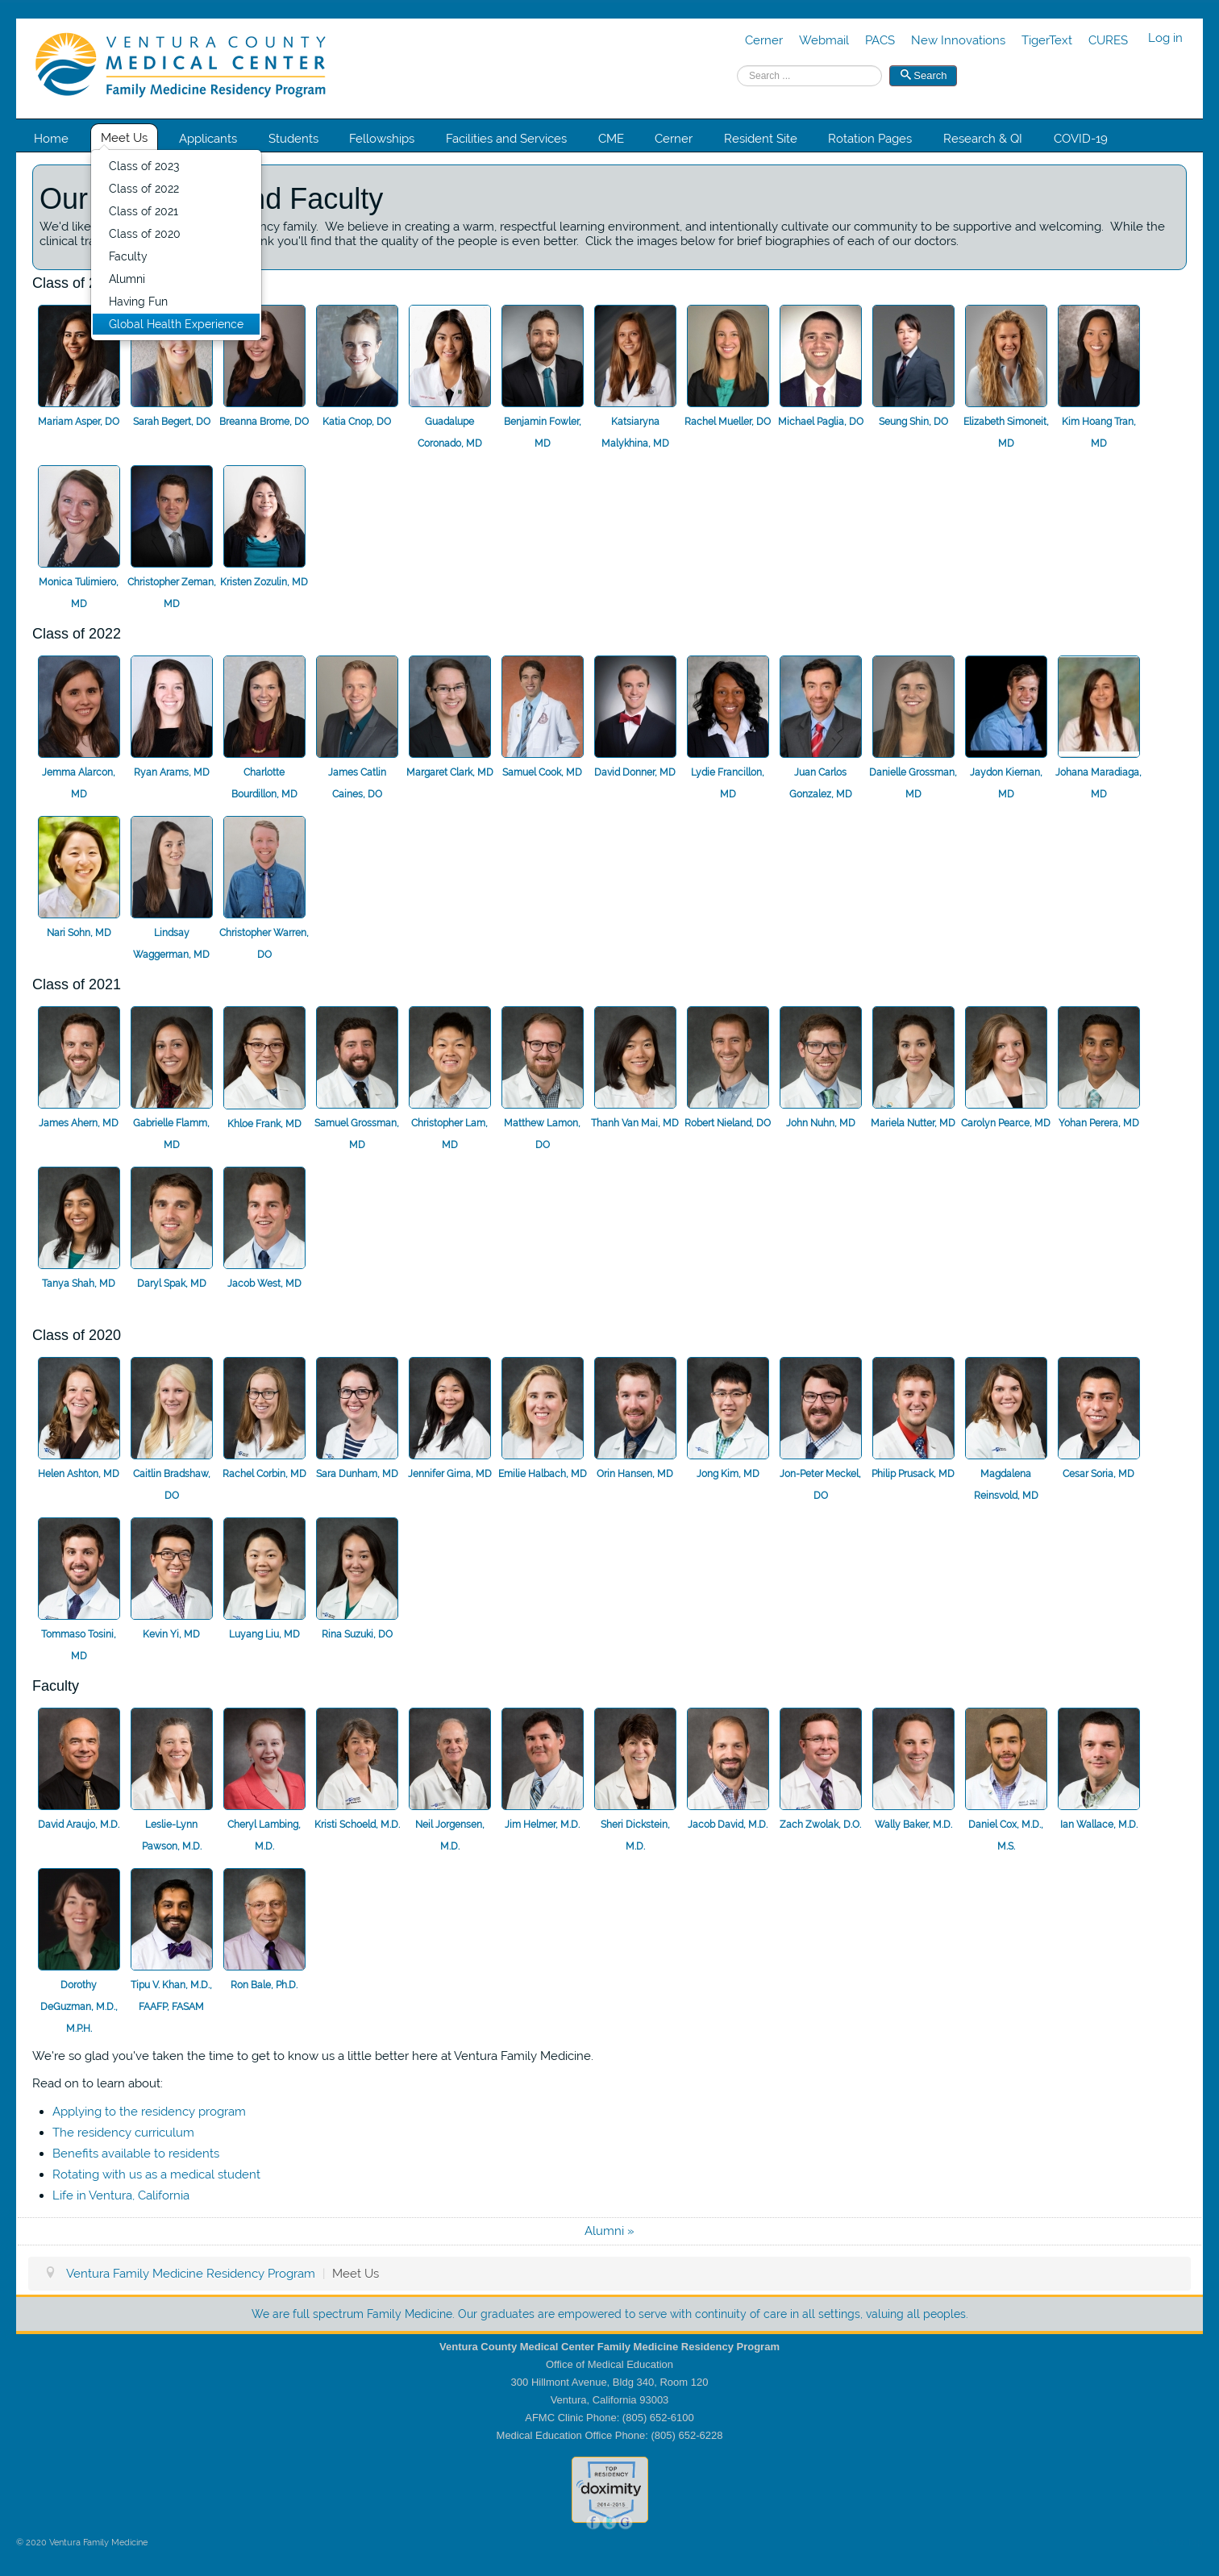 VENTURA COUNTY
MEDICAL CENTER
Family Medicine Residency Program
Cerner Webmail PACS New Innovations TigerText CURES Log in
Search ... Search
Home Meet Us Applicants Students Fellowships Facilities and Services CME Cerner Resident Site Rotation Pages Research & QI COVID-19
Class of 2023
Class of 2022
Class of 2021
Class of 2020
Faculty
Alumni
Having Fun
Global Health Experience
Our nd Faculty
We'd like ncy family. We believe in creating a warm, respectful learning environment, and intentionally cultivate our community to be supportive and welcoming. While the
clinical tra nk you'll find that the quality of the people is even better. Click the images below for brief biographies of each of our doctors.
Class of 2
Mariam Asper, DO Sarah Begert, DO Breanna Brome, DO Katia Cnop, DO Guadalupe Coronado, MD Benjamin Fowler, MD Katsiaryna Malykhina, MD Rachel Mueller, DO Michael Paglia, DO Seung Shin, DO Elizabeth Simoneit, MD Kim Hoang Tran, MD
Monica Tulimiero, MD Christopher Zeman, MD Kristen Zozulin, MD
Class of 2022
Jemma Alarcon, MD Ryan Arams, MD Charlotte Bourdillon, MD James Catlin Caines, DO Margaret Clark, MD Samuel Cook, MD David Donner, MD Lydie Francillon, MD Juan Carlos Gonzalez, MD Danielle Grossman, MD Jaydon Kiernan, MD Johana Maradiaga, MD
Nari Sohn, MD Lindsay Waggerman, MD Christopher Warren, DO
Class of 2021
James Ahern, MD Gabrielle Flamm, MD Khloe Frank, MD Samuel Grossman, MD Christopher Lam, MD Matthew Lamon, DO Thanh Van Mai, MD Robert Nieland, DO John Nuhn, MD Mariela Nutter, MD Carolyn Pearce, MD Yohan Perera, MD
Tanya Shah, MD Daryl Spak, MD Jacob West, MD
Class of 2020
Helen Ashton, MD Caitlin Bradshaw, DO Rachel Corbin, MD Sara Dunham, MD Jennifer Gima, MD Emilie Halbach, MD Orin Hansen, MD Jong Kim, MD Jon-Peter Meckel, DO Philip Prusack, MD Magdalena Reinsvold, MD Cesar Soria, MD
Tommaso Tosini, MD Kevin Yi, MD Luyang Liu, MD Rina Suzuki, DO
Faculty
David Araujo, M.D. Leslie-Lynn Pawson, M.D. Cheryl Lambing, M.D. Kristi Schoeld, M.D. Neil Jorgensen, M.D. Jim Helmer, M.D. Sheri Dickstein, M.D. Jacob David, M.D. Zach Zwolak, D.O. Wally Baker, M.D. Daniel Cox, M.D., M.S. Ian Wallace, M.D.
Dorothy DeGuzman, M.D., M.P.H. Tipu V. Khan, M.D., FAAFP, FASAM Ron Bale, Ph.D.
We're so glad you've taken the time to get to know us a little better here at Ventura Family Medicine.
Read on to learn about:
Applying to the residency program
The residency curriculum
Benefits available to residents
Rotating with us as a medical student
Life in Ventura, California
Alumni »
Ventura Family Medicine Residency Program | Meet Us
We are full spectrum Family Medicine. Our graduates are empowered to serve with continuity of care in all settings, valuing all peoples.
Ventura County Medical Center Family Medicine Residency Program
Office of Medical Education
300 Hillmont Avenue, Bldg 340, Room 120
Ventura, California 93003
AFMC Clinic Phone: (805) 652-6100
Medical Education Office Phone: (805) 652-6228
TOP
RESIDENCY
doximity
2014-2015
© 2020 Ventura Family Medicine